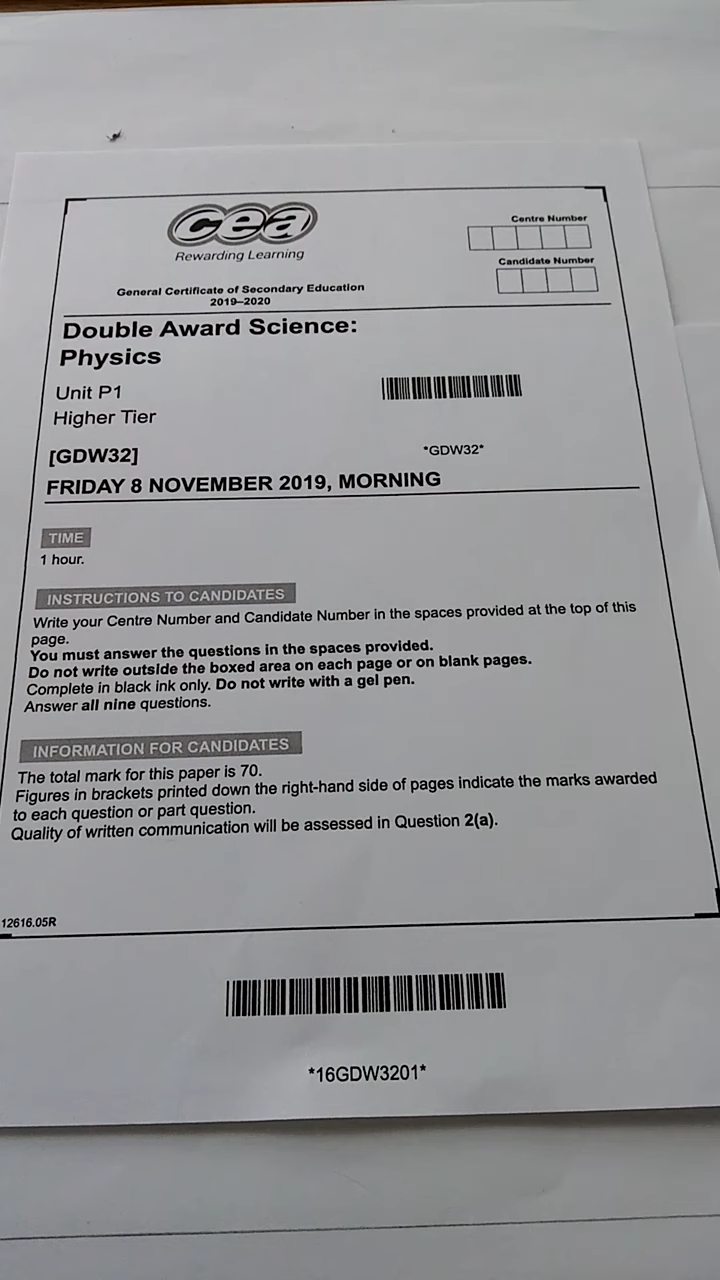 cea
Rewarding Learning
Centre Number
Candidate Number
General Certificate of Secondary Education
2019–2020
Double Award Science:
Physics
Unit P1
Higher Tier
[GDW32]
*GDW32*
FRIDAY 8 NOVEMBER 2019, MORNING
TIME
1 hour.
INSTRUCTIONS TO CANDIDATES
Write your Centre Number and Candidate Number in the spaces provided at the top of this
page.
You must answer the questions in the spaces provided.
Do not write outside the boxed area on each page or on blank pages.
Complete in black ink only. Do not write with a gel pen.
Answer all nine questions.
INFORMATION FOR CANDIDATES
The total mark for this paper is 70.
Figures in brackets printed down the right-hand side of pages indicate the marks awarded
to each question or part question.
Quality of written communication will be assessed in Question 2(a).
12616.05R
*16GDW3201*